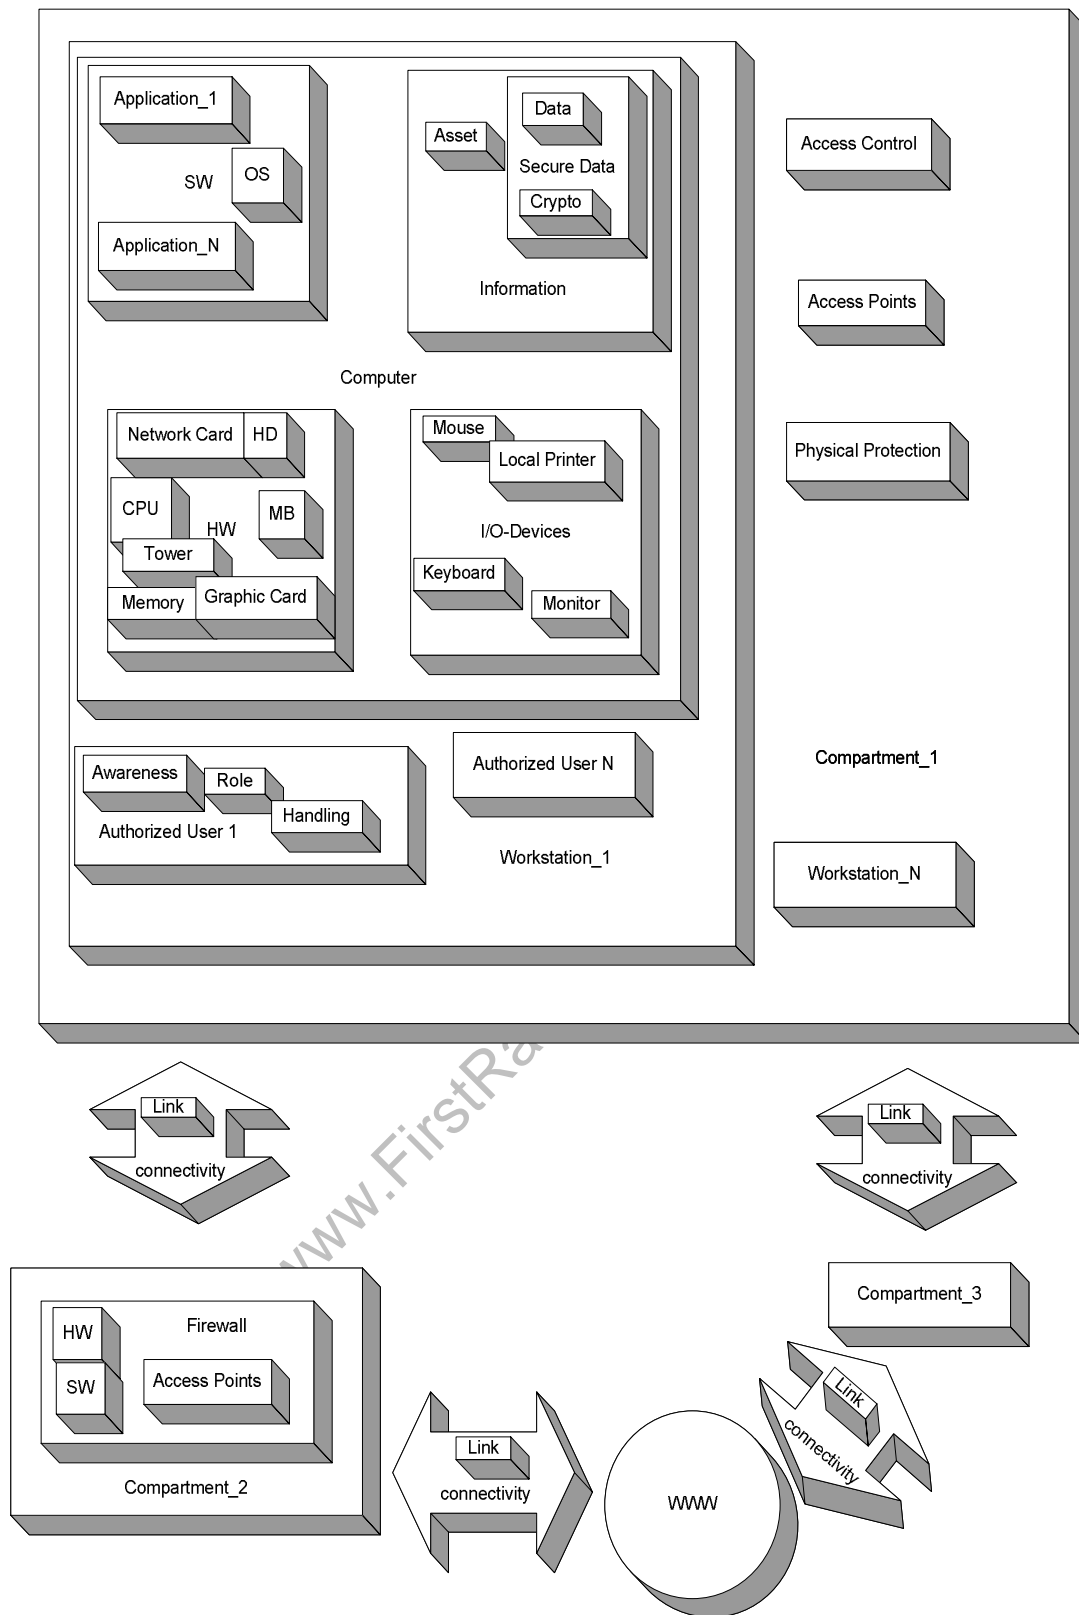 Application_1
SW
OS
Application_N
Asset
Data
Secure Data
Crypto
Information
Access Control
Access Points
Computer
Network Card
HD
CPU
HW
MB
Tower
Memory
Graphic Card
Mouse
Local Printer
I/O-Devices
Keyboard
Monitor
Physical Protection
Awareness
Role
Handling
Authorized User 1
Authorized User N
Workstation_1
Compartment_1
Workstation_N
Link
connectivity
Link
connectivity
www.FirstRa
HW
Firewall
SW
Access Points
Compartment_2
Link
connectivity
WWW
Compartment_3
Link
connectivity